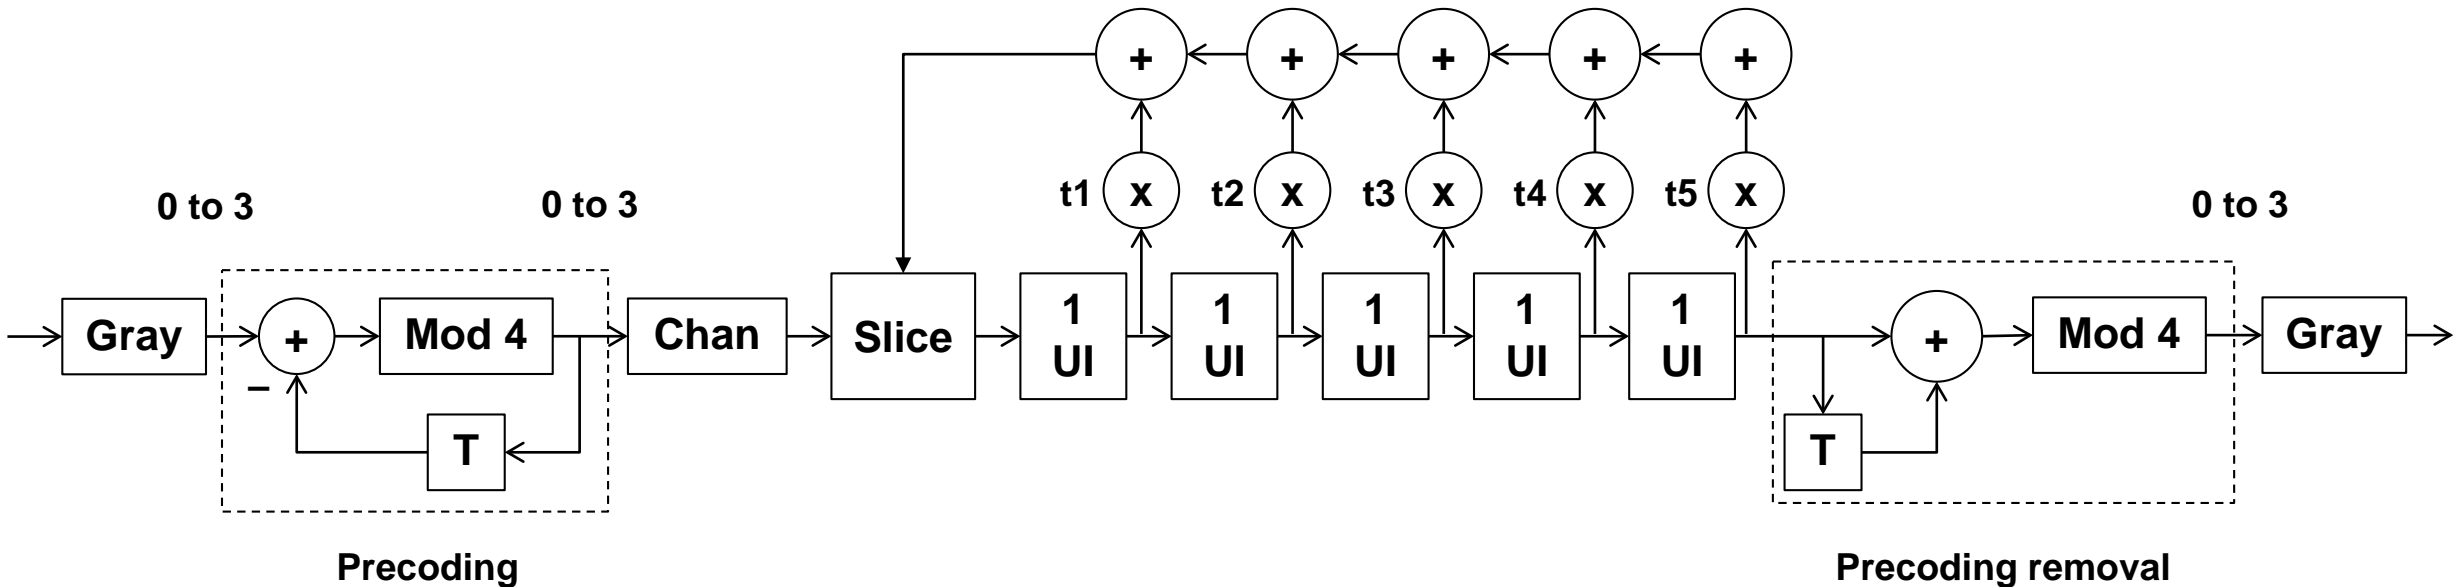 + + + + +
t1 x t2 x t3 x t4 x t5 x
0 to 3 0 to 3 0 to 3
Gray + Mod 4 Chan Slice 1 UI 1 UI 1 UI 1 UI 1 UI + Mod 4 Gray
–
T T
Precoding Precoding removal